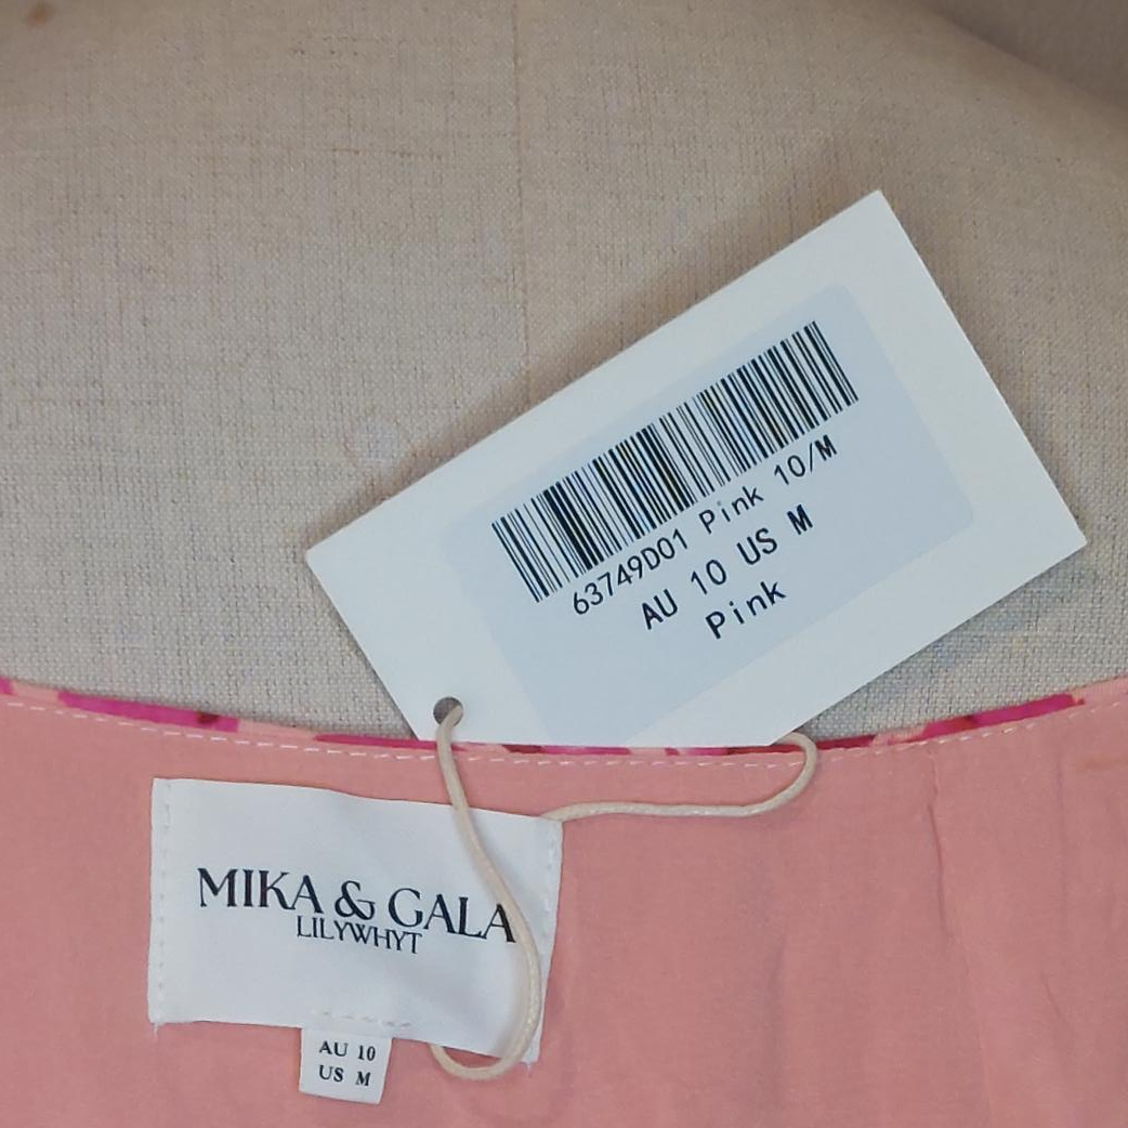 63749D01 Pink 10/M
AU 10 US M
Pink
MIKA & GALA
LILYWHYT
AU 10
US M